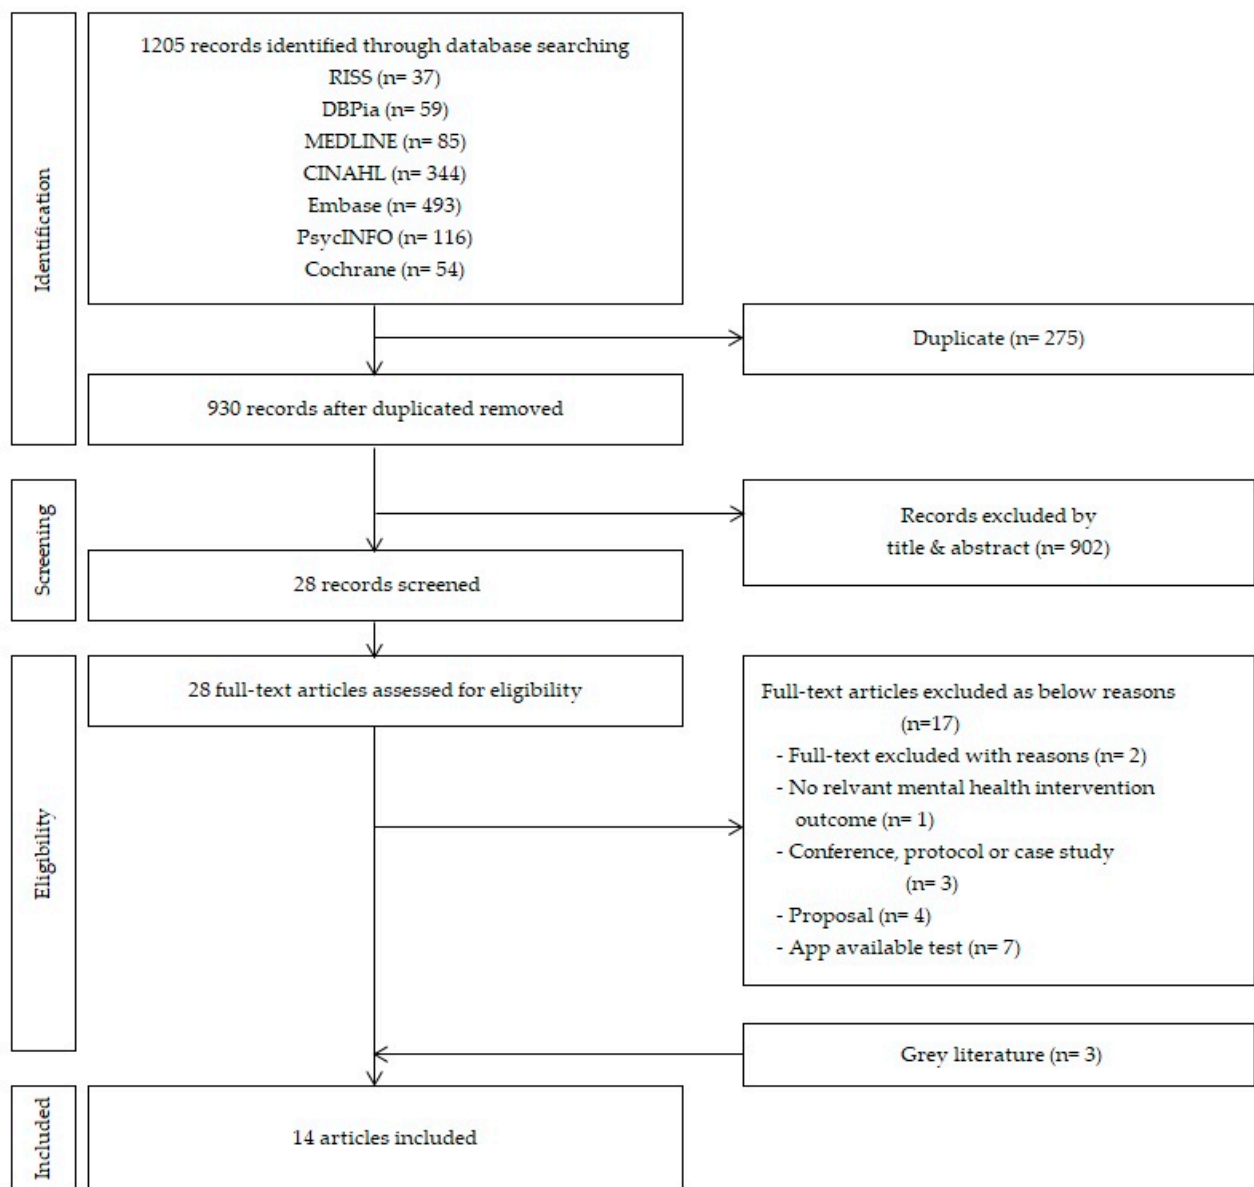 Identification
1205 records identified through database searching
RISS (n= 37)
DBPia (n= 59)
MEDLINE (n= 85)
CINAHL (n= 344)
Embase (n= 493)
PsycINFO (n= 116)
Cochrane (n= 54)
Duplicate (n= 275)
930 records after duplicated removed
Screening
Records excluded by
title & abstract (n= 902)
28 records screened
Eligibility
28 full-text articles assessed for eligibility
Full-text articles excluded as below reasons
(n=17)
- Full-text excluded with reasons (n= 2)
- No relvant mental health intervention
outcome (n= 1)
- Conference, protocol or case study
(n= 3)
- Proposal (n= 4)
- App available test (n= 7)
Grey literature (n= 3)
Included
14 articles included